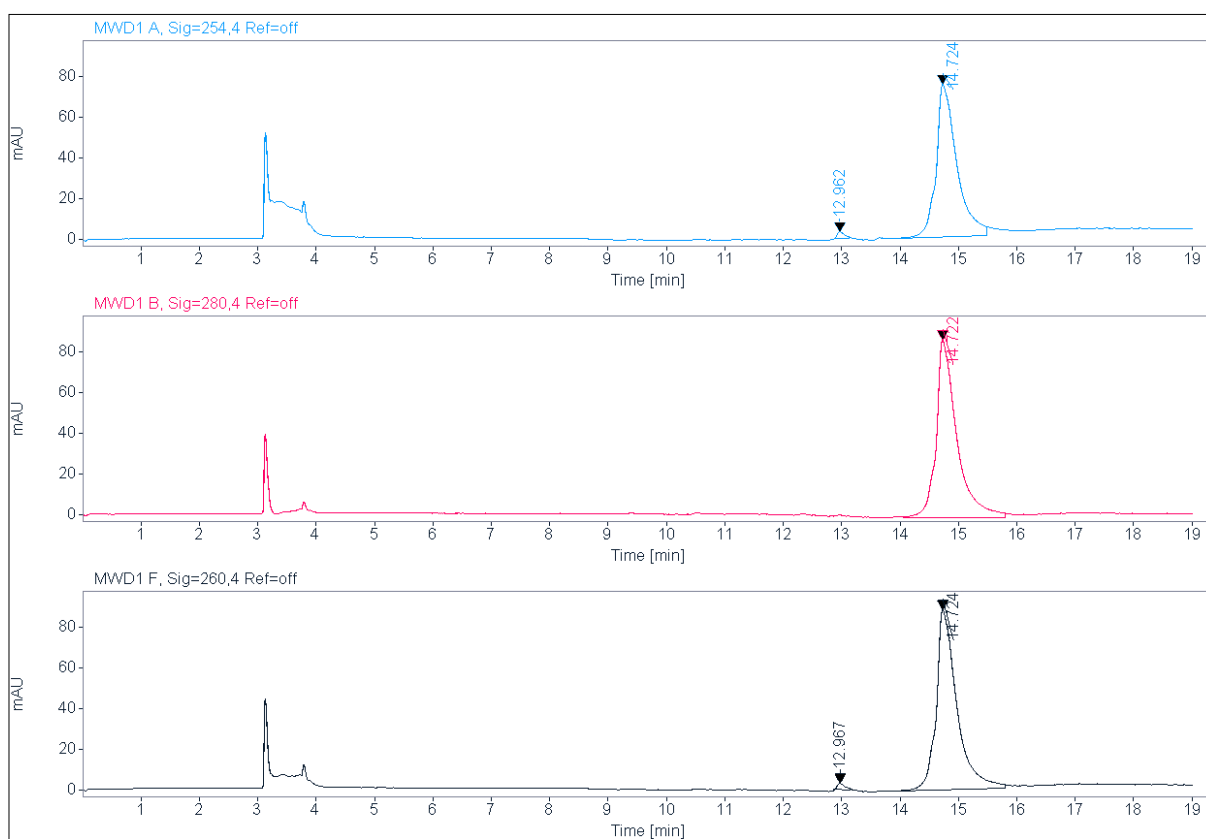 MWD1 A, Sig=254,4 Ref=off
mAU
80
60
40
20
0
12.962
14.724
1 2 3 4 5 6 7 8 9 10 11 12 13 14 15 16 17 18 19
Time [min]
MWD1 B, Sig=280,4 Ref=off
mAU
80
60
40
20
0
14.722
1 2 3 4 5 6 7 8 9 10 11 12 13 14 15 16 17 18 19
Time [min]
MWD1 F, Sig=260,4 Ref=off
mAU
80
60
40
20
0
12.967
14.724
1 2 3 4 5 6 7 8 9 10 11 12 13 14 15 16 17 18 19
Time [min]